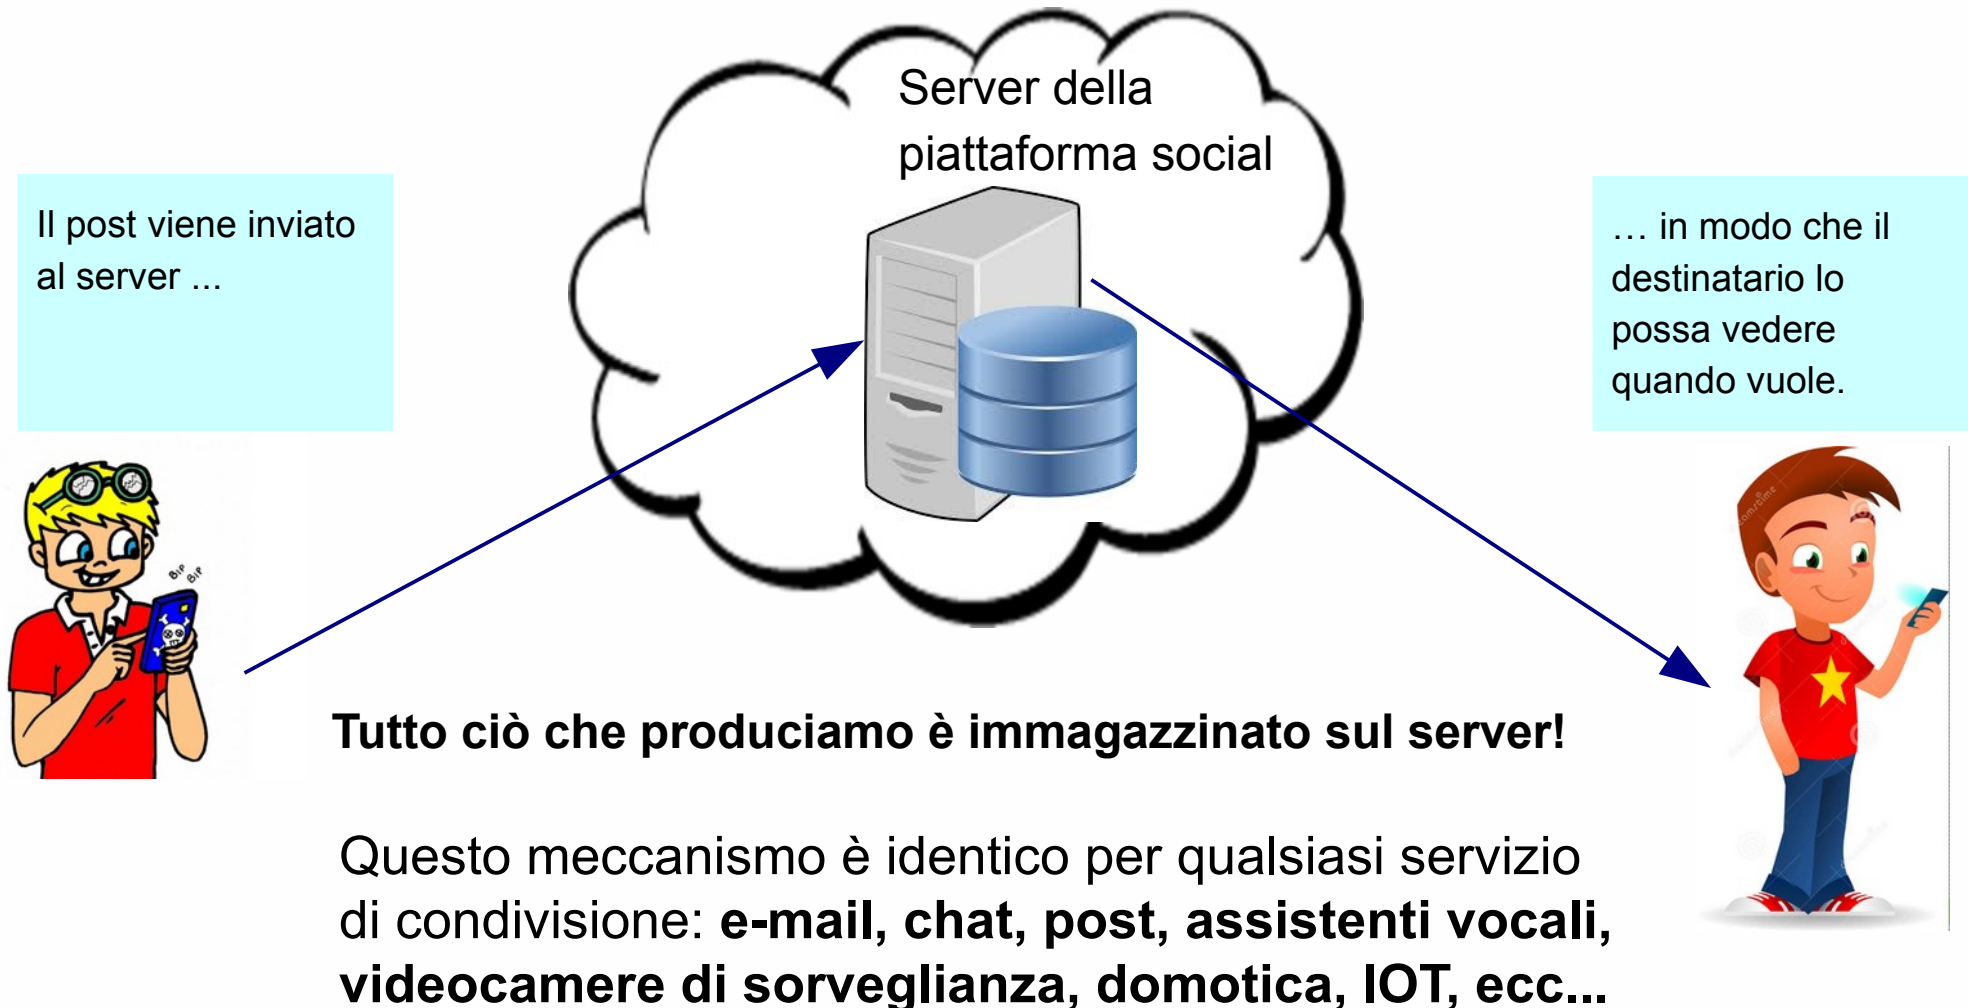 Server della
piattaforma social
Il post viene inviato
al server ...
… in modo che il
destinatario lo
possa vedere
quando vuole.
BIP
BIP
Tutto ciò che produciamo è immagazzinato sul server!
Questo meccanismo è identico per qualsiasi servizio
di condivisione: e-mail, chat, post, assistenti vocali,
videocamere di sorveglianza, domotica, IOT, ecc...